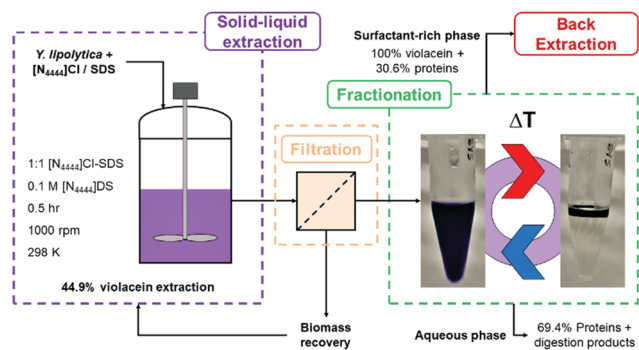 Solid-liquid
extraction
Y. lipolytica +
[N₄₄₄₄]Cl / SDS
1:1 [N₄₄₄₄]Cl-SDS
0.1 M [N₄₄₄₄]DS
0.5 hr
1000 rpm
298 K
44.9% violacein extraction
Filtration
Biomass
recovery
Surfactant-rich phase
100% violacein +
30.6% proteins
Back
Extraction
Fractionation
ΔT
Aqueous phase
69.4% Proteins +
digestion products